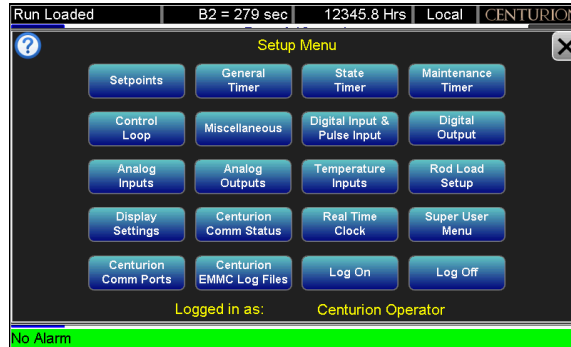 Run Loaded B2 = 279 sec 12345.8 Hrs Local CENTURION
?
Setup Menu
X
Setpoints
General
Timer
State
Timer
Maintenance
Timer
Control
Loop
Miscellaneous
Digital Input &
Pulse Input
Digital
Output
Analog
Inputs
Analog
Outputs
Temperature
Inputs
Rod Load
Setup
Display
Settings
Centurion
Comm Status
Real Time
Clock
Super User
Menu
Centurion
Comm Ports
Centurion
EMMC Log Files
Log On
Log Off
Logged in as: Centurion Operator
No Alarm